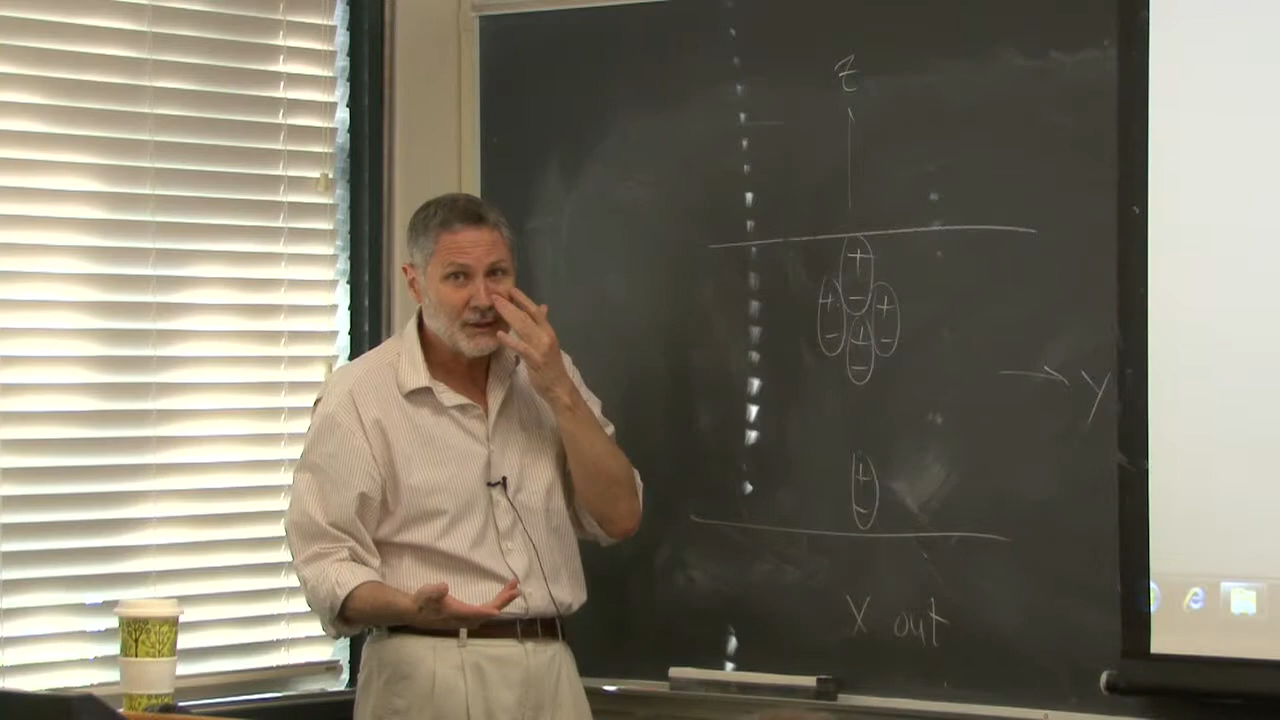 Z
+
-
+ +
- + -
-
Y
+
-
X out